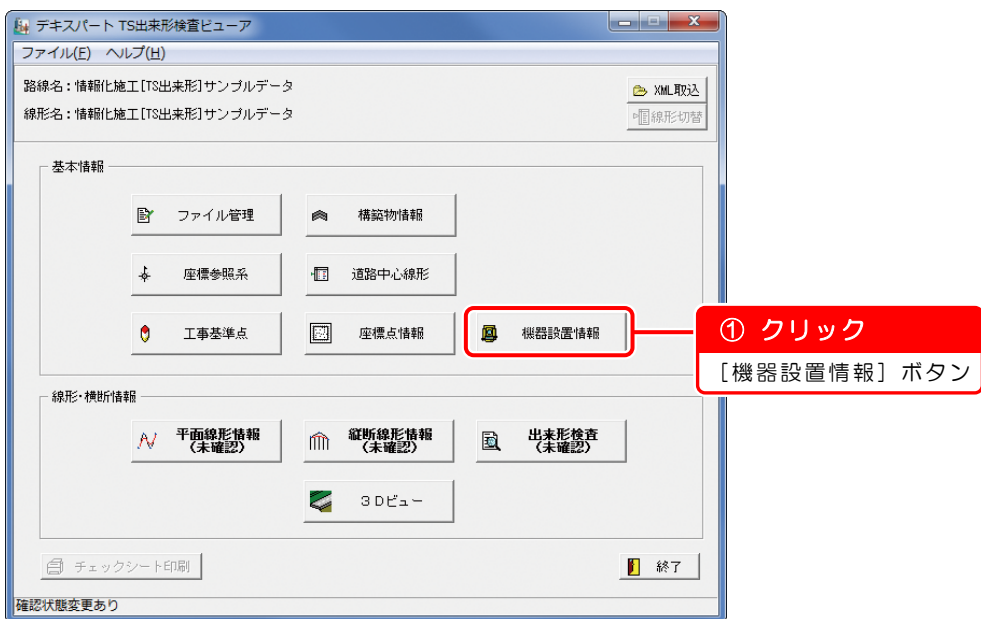 デキスパート TS出来形検査ビューア
ファイル(F) ヘルプ(H)
路線名:情報化施工[TS出来形]サンプルデータ
XML取込
線形名:情報化施工[TS出来形]サンプルデータ
線形切替
基本情報
ファイル管理
構築物情報
座標参照系
道路中心線形
工事基準点
座標点情報
機器設置情報
① クリック
[機器設置情報] ボタン
線形・横断情報
平面線形情報
(未確認)
縦断線形情報
(未確認)
出来形検査
(未確認)
3Dビュー
チェックシート印刷
終了
確認状態変更あり